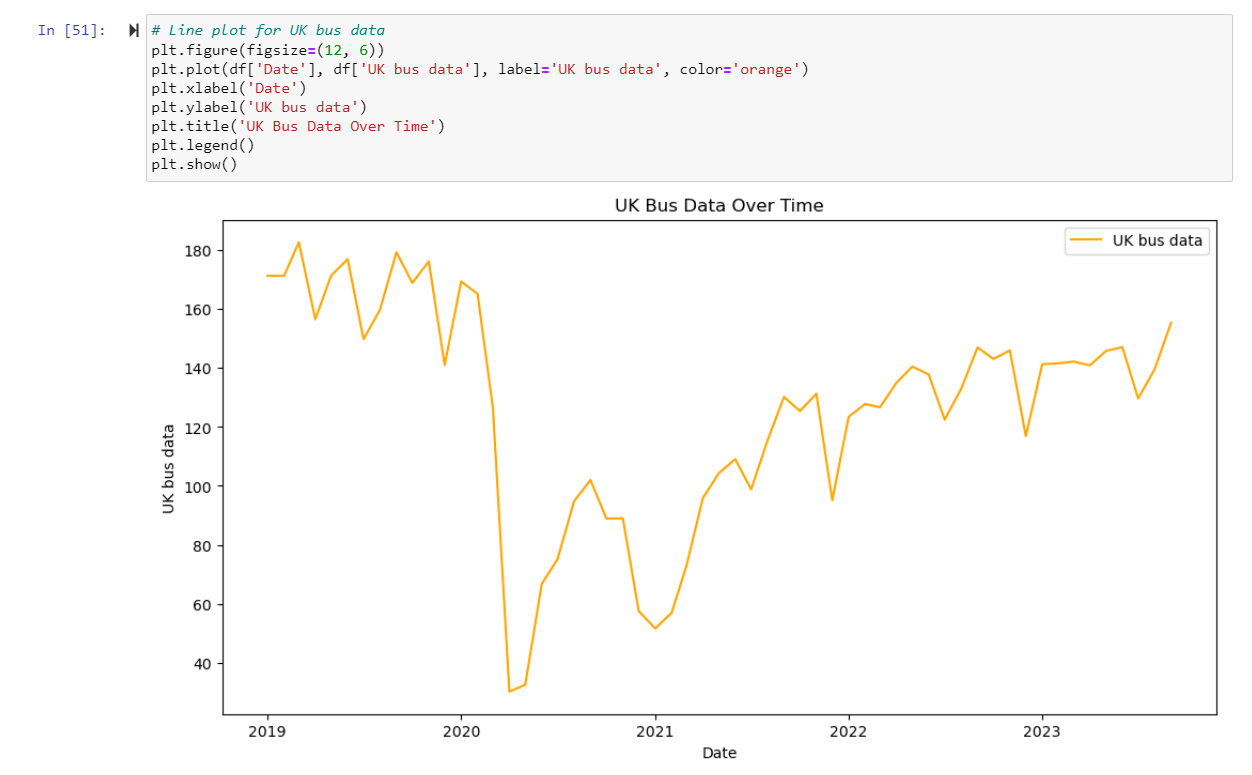 In [51]:
# Line plot for UK bus data
plt.figure(figsize=(12, 6))
plt.plot(df['Date'], df['UK bus data'], label='UK bus data', color='orange')
plt.xlabel('Date')
plt.ylabel('UK bus data')
plt.title('UK Bus Data Over Time')
plt.legend()
plt.show()
UK Bus Data Over Time
UK bus data
180
160
140
120
100
80
60
40
UK bus data
2019 2020 2021 2022 2023
Date